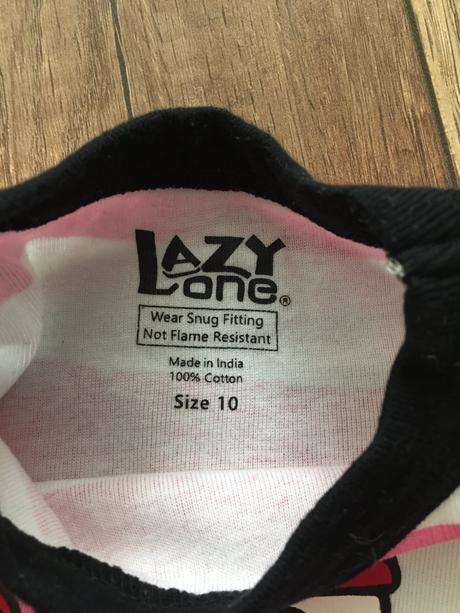 LAZY
one®
Wear Snug Fitting
Not Flame Resistant
Made in India
100% Cotton
Size 10